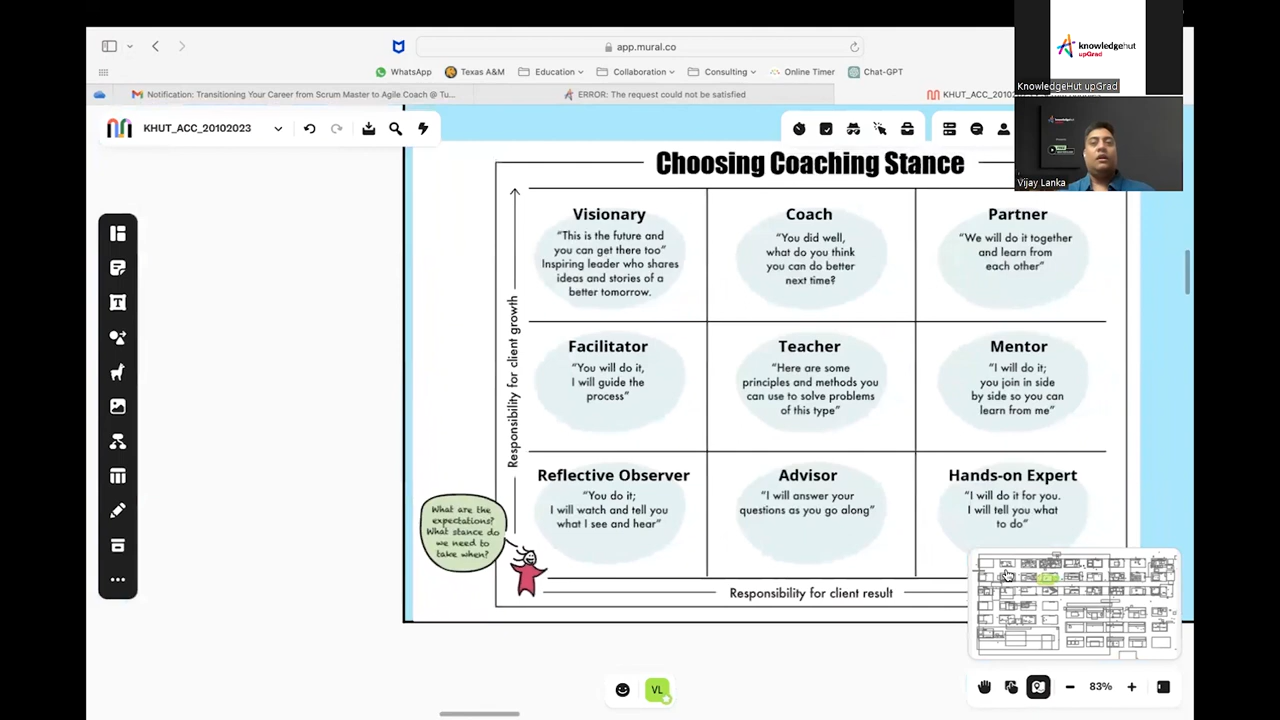 app.mural.co
WhatsApp
Texas A&M
Education
Collaboration
Consulting
Online Timer
Chat-GPT
Notification: Transitioning Your Career from Scrum Master to Agile Coach @ Tu...
ERROR: The request could not be satisfied
KHUT_ACC_20102023
KHUT_ACC_20102023
knowledgehut
upGrad
KnowledgeHut upGrad
Vijay Lanka
Choosing Coaching Stance
Responsibility for client growth
Visionary
“This is the future and
you can get there too”
Inspiring leader who shares
ideas and stories of a
better tomorrow.
Coach
“You did well,
what do you think
you can do better
next time?
Partner
“We will do it together
and learn from
each other”
Facilitator
“You will do it,
I will guide the
process”
Teacher
“Here are some
principles and methods you
can use to solve problems
of this type”
Mentor
“I will do it;
you join in side
by side so you can
learn from me”
Reflective Observer
“You do it;
I will watch and tell you
what I see and hear”
Advisor
“I will answer your
questions as you go along”
Hands-on Expert
“I will do it for you.
I will tell you what
to do”
What are the
expectations?
What stance do
we need to
take when?
Responsibility for client result
VL
83%